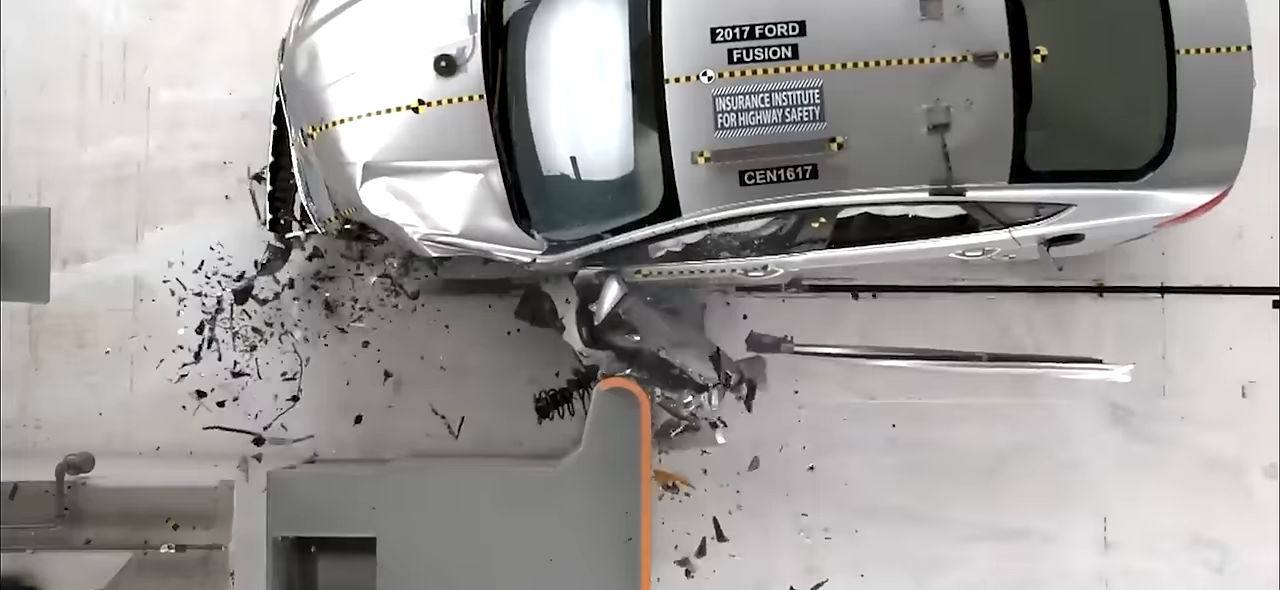 2017 FORD
FUSION
INSURANCE INSTITUTE
FOR HIGHWAY SAFETY
CEN1617